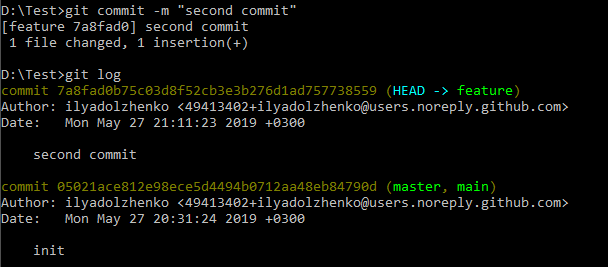 D:\Test>git commit -m "second commit"
[feature 7a8fad0] second commit
 1 file changed, 1 insertion(+)

D:\Test>git log
commit 7a8fad0b75c03d8f52cb3e3b276d1ad757738559 (HEAD -> feature)
Author: ilyadolzhenko <49413402+ilyadolzhenko@users.noreply.github.com>
Date:   Mon May 27 21:11:23 2019 +0300

    second commit

commit 05021ace812e98ece5d4494b0712aa48eb84790d (master, main)
Author: ilyadolzhenko <49413402+ilyadolzhenko@users.noreply.github.com>
Date:   Mon May 27 20:31:24 2019 +0300

    init